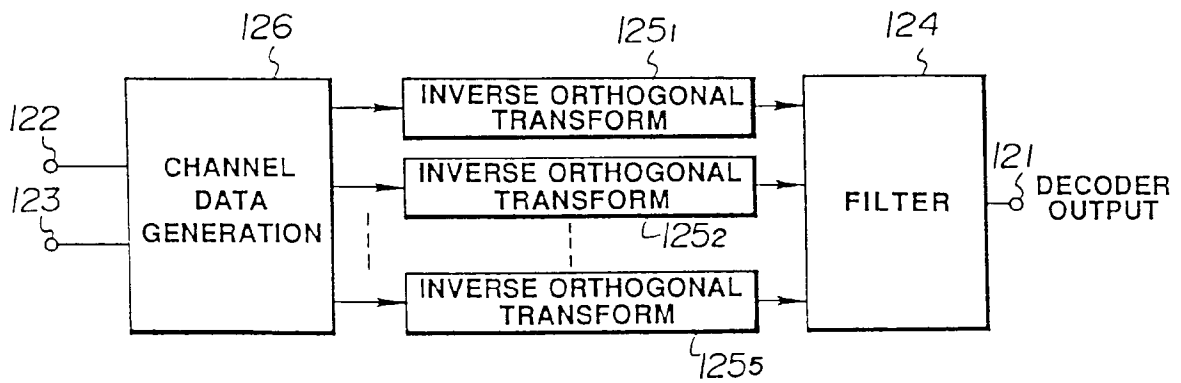 126
125₁
124
INVERSE ORTHOGONAL
TRANSFORM
122
CHANNEL
DATA
GENERATION
INVERSE ORTHOGONAL
TRANSFORM
FILTER
121
DECODER
OUTPUT
123
125₂
INVERSE ORTHOGONAL
TRANSFORM
125₅